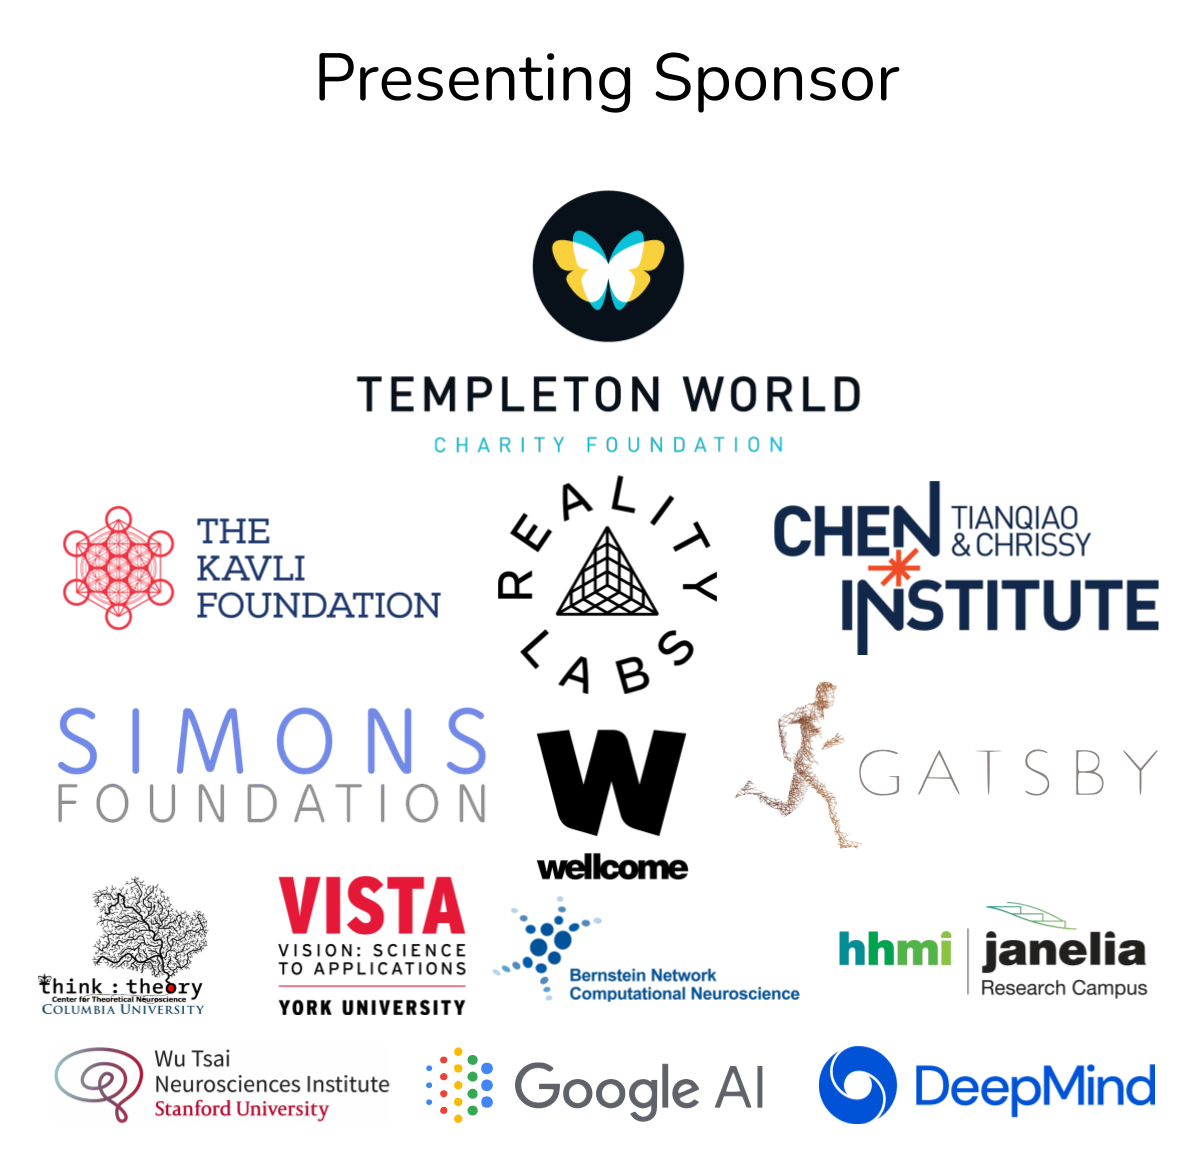 Presenting Sponsor
TEMPLETON WORLD
CHARITY FOUNDATION
THE
KAVLI
FOUNDATION
REALITY
LABS
CHEN TIANQIAO
& CHRISSY
INSTITUTE
SIMONS
FOUNDATION
W
wellcome
GATSBY
think : theory
Center for Theoretical Neuroscience
COLUMBIA UNIVERSITY
VISTA
VISION: SCIENCE
TO APPLICATIONS
YORK UNIVERSITY
Bernstein Network
Computational Neuroscience
hhmi janelia
Research Campus
Wu Tsai
Neurosciences Institute
Stanford University
Google AI
DeepMind